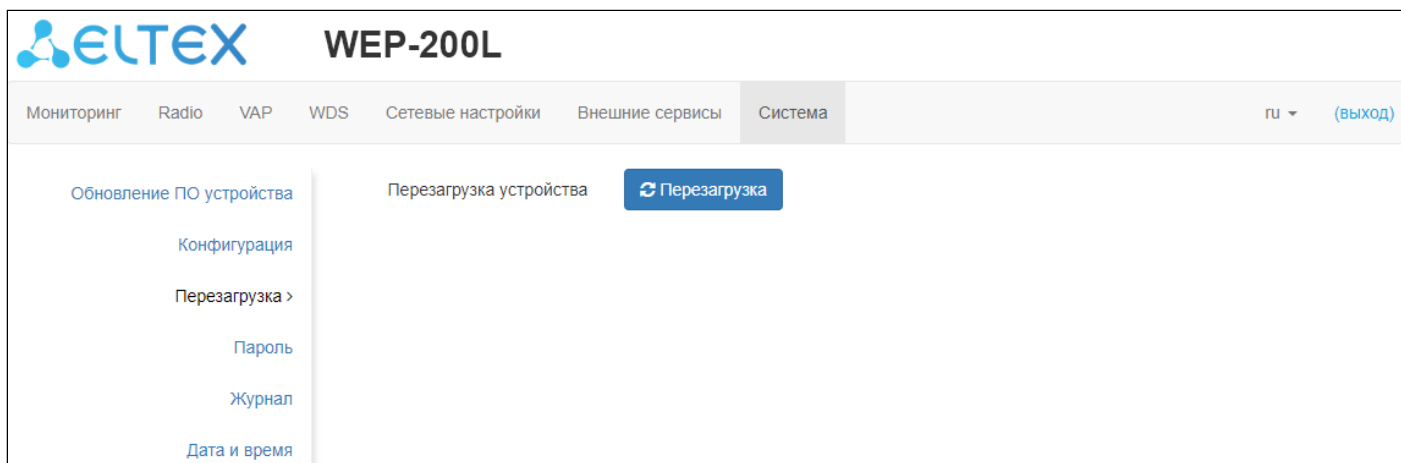 ELTEX WEP-200L
Мониторинг Radio VAP WDS Сетевые настройки Внешние сервисы Система ru (выход)
Обновление ПО устройства
Перезагрузка устройства Перезагрузка
Конфигурация
Перезагрузка >
Пароль
Журнал
Дата и время